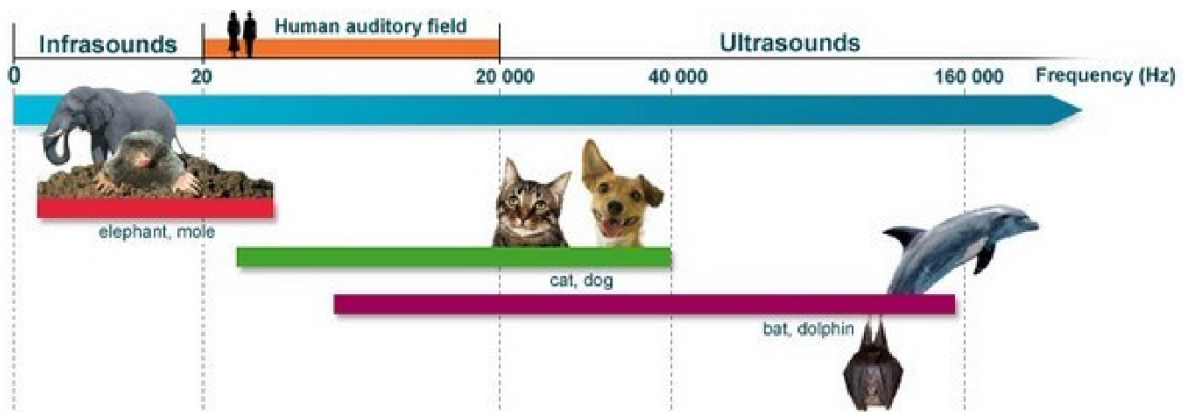 Human auditory field
Infrasounds
Ultrasounds
0
20
20 000
40 000
160 000
Frequency (Hz)
elephant, mole
cat, dog
bat, dolphin